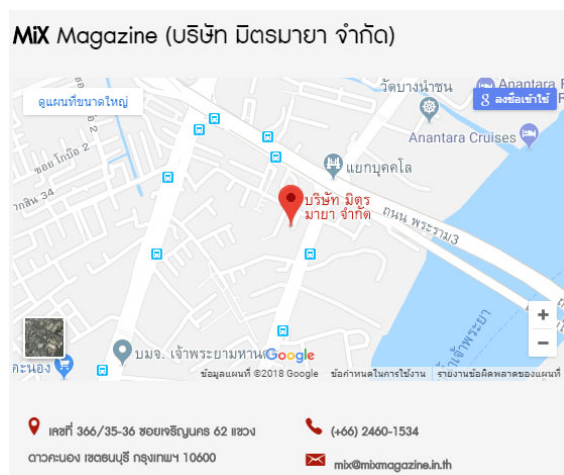 MiX Magazine (บริษัท มิตรมายา จำกัด)
วัดบางน้ำชน
Anantara
ดูแผนที่ขนาดใหญ่
ลงชื่อเข้าใช้
ซอย โกบ๊อ 2
Anantara Cruises
แยกบุคคโล
34
บริษัท มิตร
มายา จำกัด
ถนน พระราม3
+
−
บมจ. เจ้าพระยามหาน
Google
ข้อมูลแผนที่ ©2018 Google
ข้อกำหนดในการใช้งาน
รายงานข้อผิดพลาดของแผนที่
เลขที่ 366/35-36 ซอยเจริญนคร 62 แขวง
ดาวคะนอง เขตธนบุรี กรุงเทพฯ 10600
(+66) 2460-1534
mix@mixmagazine.in.th